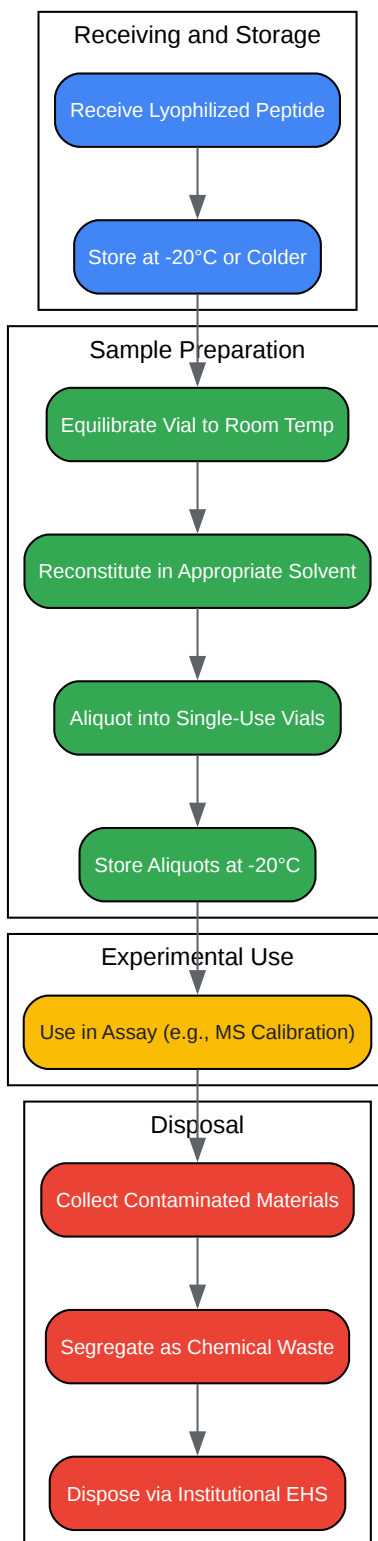 Receiving and Storage
Receive Lyophilized Peptide
Store at -20°C or Colder
Sample Preparation
Equilibrate Vial to Room Temp
Reconstitute in Appropriate Solvent
Aliquot into Single-Use Vials
Store Aliquots at -20°C
Experimental Use
Use in Assay (e.g., MS Calibration)
Disposal
Collect Contaminated Materials
Segregate as Chemical Waste
Dispose via Institutional EHS